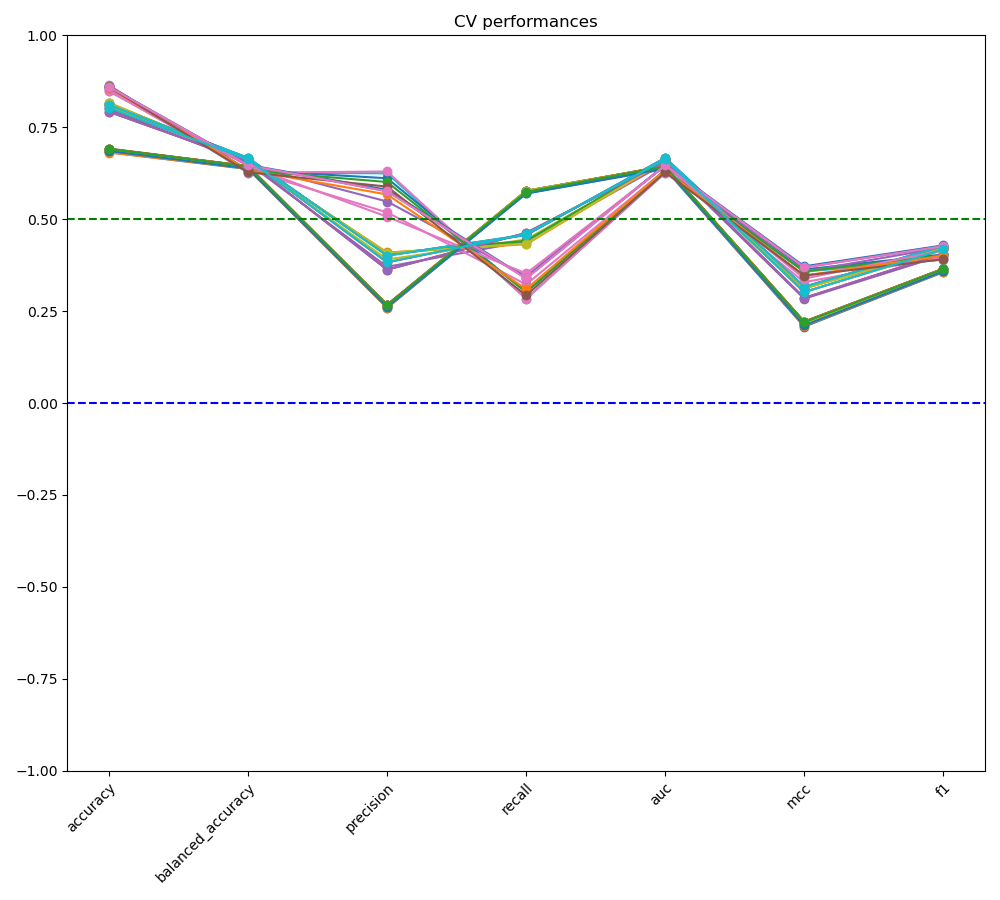 CV performances
1.00
0.75
0.50
0.25
0.00
−0.25
−0.50
−0.75
−1.00
accuracy
balanced_accuracy
precision
recall
auc
mcc
f1